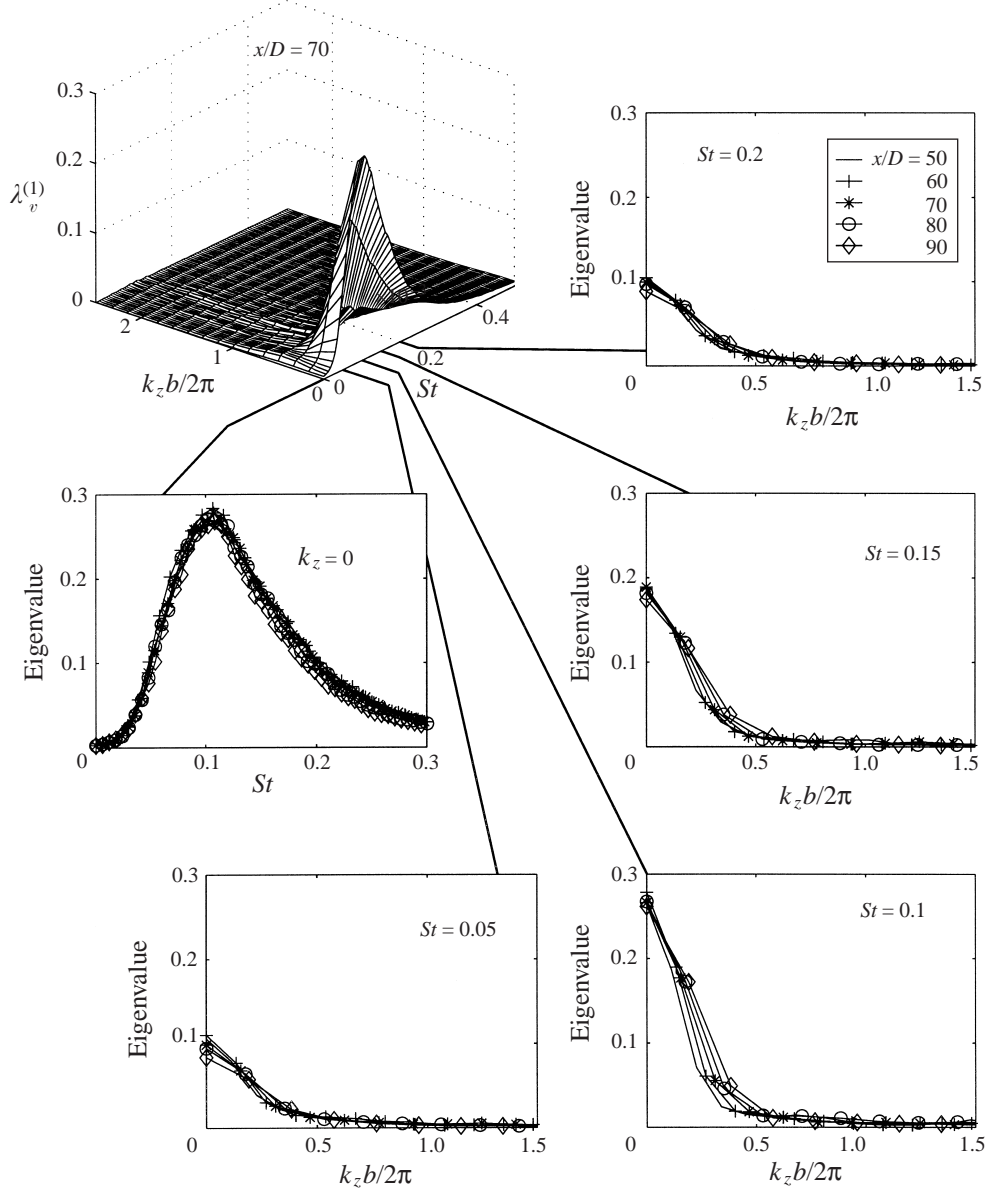 x/D = 70
0.3
0.2
0.1
0
λ_v^(1)
2
1
0
k_z b/2π
0
0.2
0.4
St
0.3
0.2
0.1
0
0.5
1.0
1.5
Eigenvalue
k_z b/2π
St = 0.2
x/D = 50
60
70
80
90
0.3
0.2
0.1
0
0.1
0.2
0.3
Eigenvalue
St
k_z = 0
0.3
0.2
0.1
0
0.5
1.0
1.5
Eigenvalue
k_z b/2π
St = 0.15
0.3
0.2
0.1
0
0.5
1.0
1.5
Eigenvalue
k_z b/2π
St = 0.05
0.3
0.2
0.1
0
0.5
1.0
1.5
Eigenvalue
k_z b/2π
St = 0.1